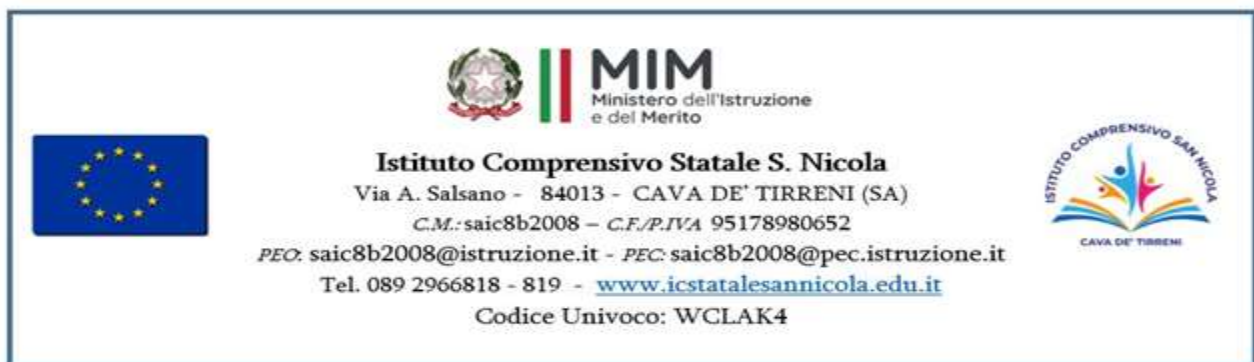 MIM
Ministero dell'Istruzione
e del Merito
Istituto Comprensivo Statale S. Nicola
Via A. Salsano - 84013 - CAVA DE' TIRRENI (SA)
C.M.: saic8b2008 – C.F./P.IVA 95178980652
PEO: saic8b2008@istruzione.it - PEC: saic8b2008@pec.istruzione.it
Tel. 089 2966818 - 819 - www.icstatalesannicola.edu.it
Codice Univoco: WCLAK4
ISTITUTO COMPRENSIVO SAN NICOLA
CAVA DE' TIRRENI